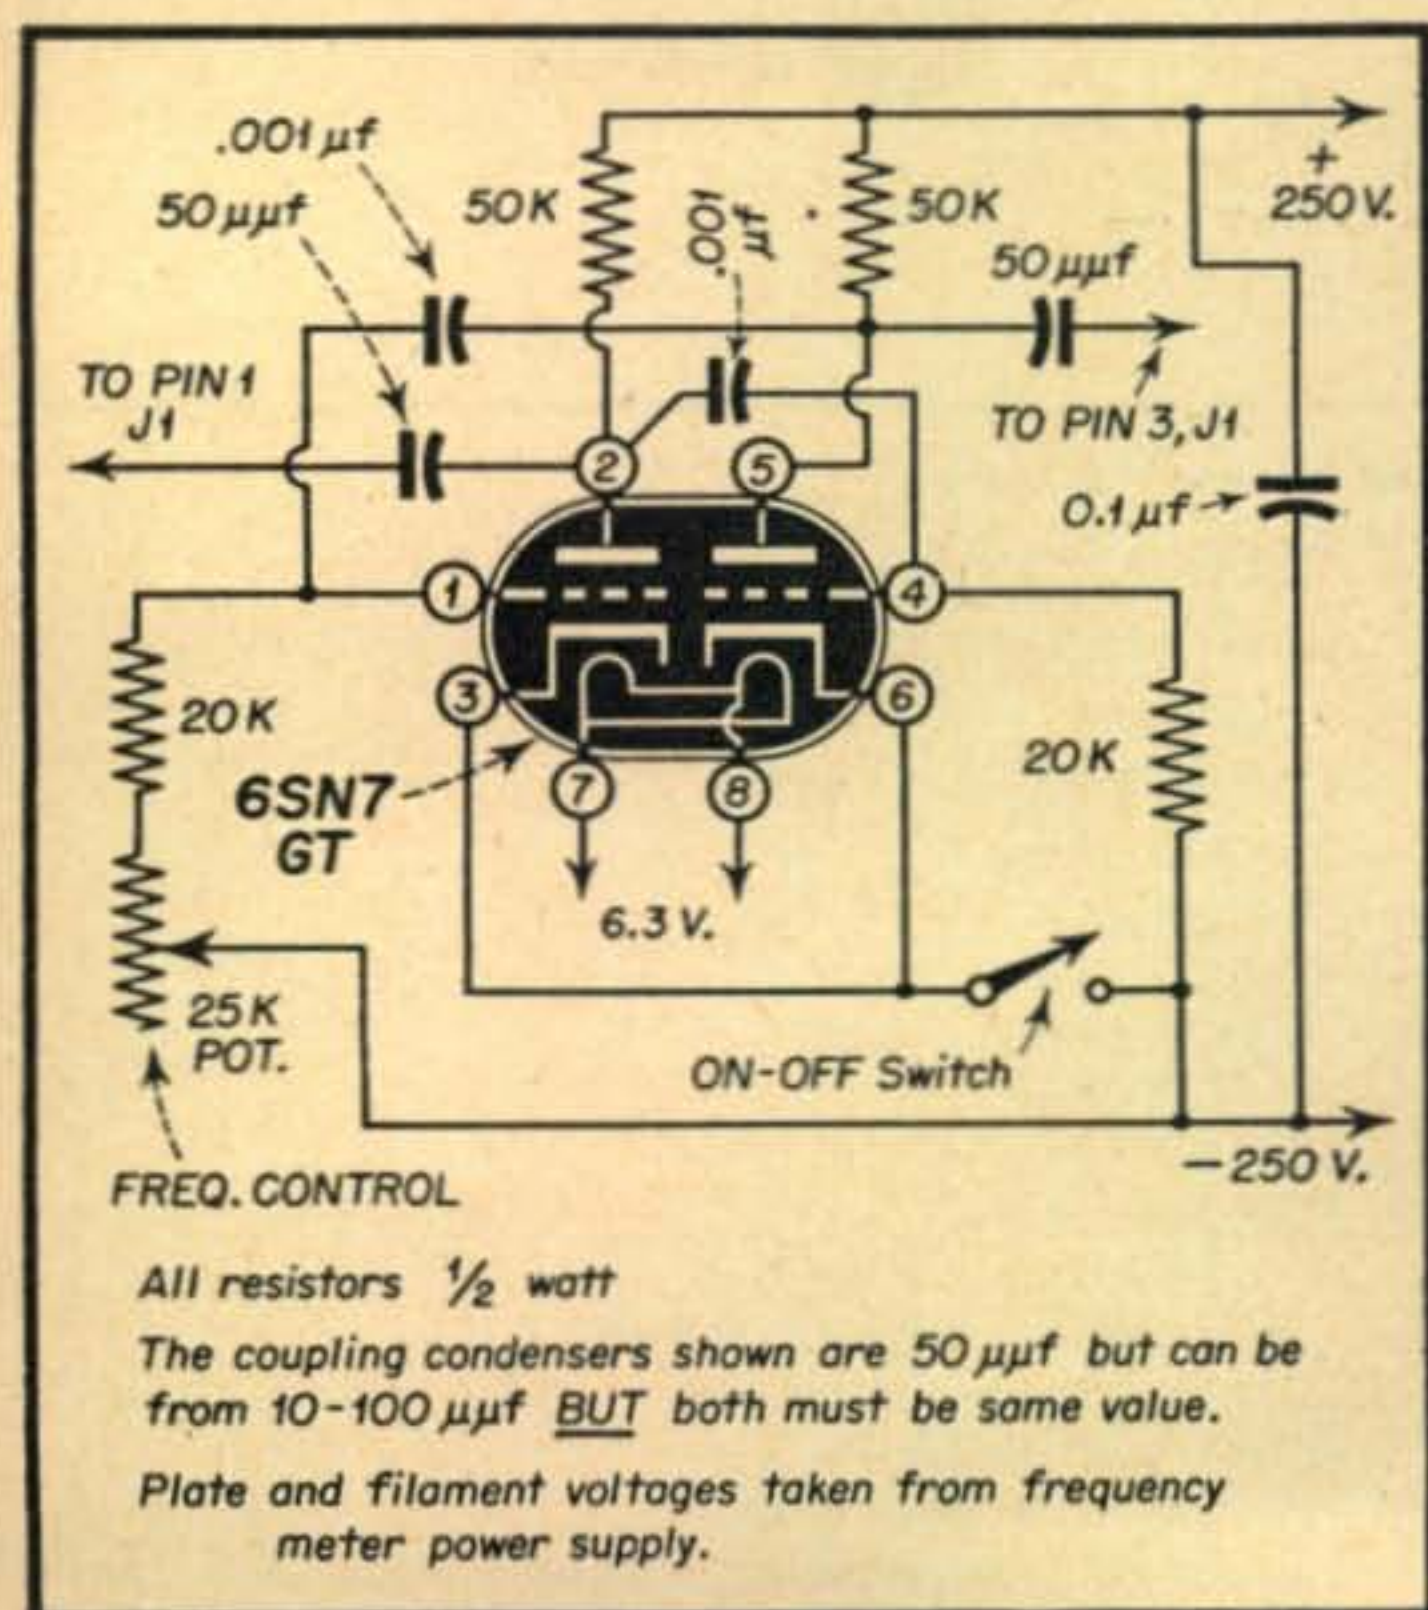 .001 μf
50 μμf
50K
.001
μf
50K
+
250 V.
50 μμf
TO PIN 1
J1
TO PIN 3, J1
0.1 μf
2
5
1
4
3
6
20K
20K
6SN7
GT
7
8
6.3 V.
25K
POT.
ON-OFF Switch
FREQ. CONTROL
—250 V.
All resistors ½ watt
The coupling condensers shown are 50 μμf but can be
from 10-100 μμf BUT both must be same value.
Plate and filament voltages taken from frequency
meter power supply.